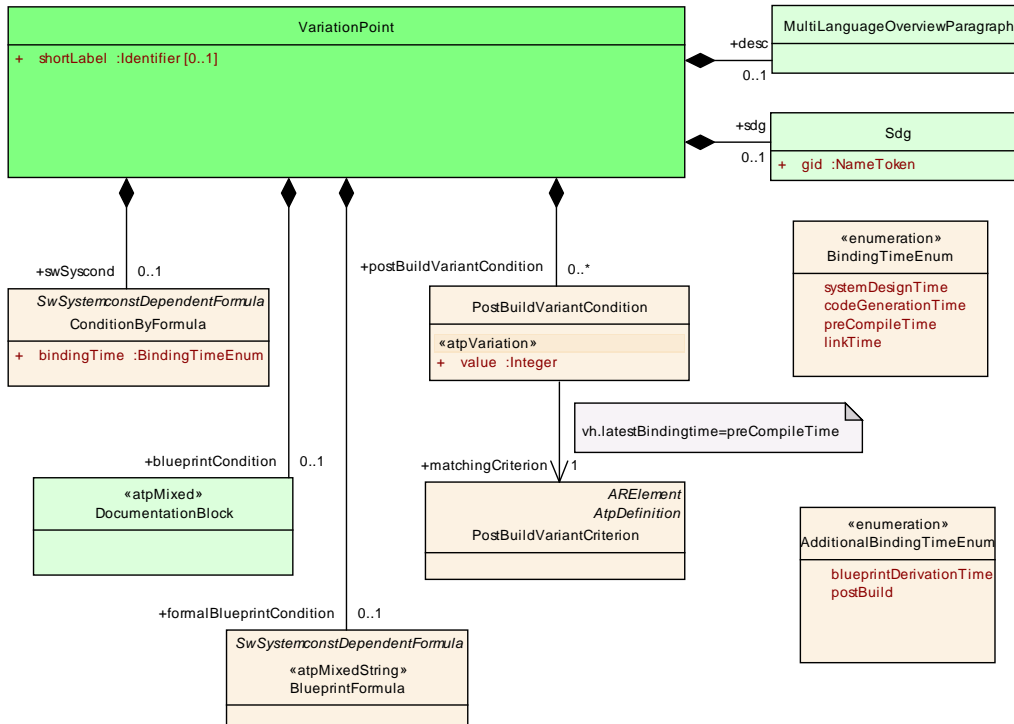 VariationPoint
+ shortLabel :Identifier [0..1]
MultiLanguageOverviewParagraph
+desc
0..1
+sdg
0..1
Sdg
+ gid :NameToken
+swSyscond 0..1
SwSystemconstDependentFormula
ConditionByFormula
+ bindingTime :BindingTimeEnum
+postBuildVariantCondition 0..*
PostBuildVariantCondition
«atpVariation»
+ value :Integer
«enumeration»
BindingTimeEnum
systemDesignTime
codeGenerationTime
preCompileTime
linkTime
vh.latestBindingtime=preCompileTime
+blueprintCondition 0..1
«atpMixed»
DocumentationBlock
+matchingCriterion 1
ARElement
AtpDefinition
PostBuildVariantCriterion
«enumeration»
AdditionalBindingTimeEnum
blueprintDerivationTime
postBuild
+formalBlueprintCondition 0..1
SwSystemconstDependentFormula
«atpMixedString»
BlueprintFormula